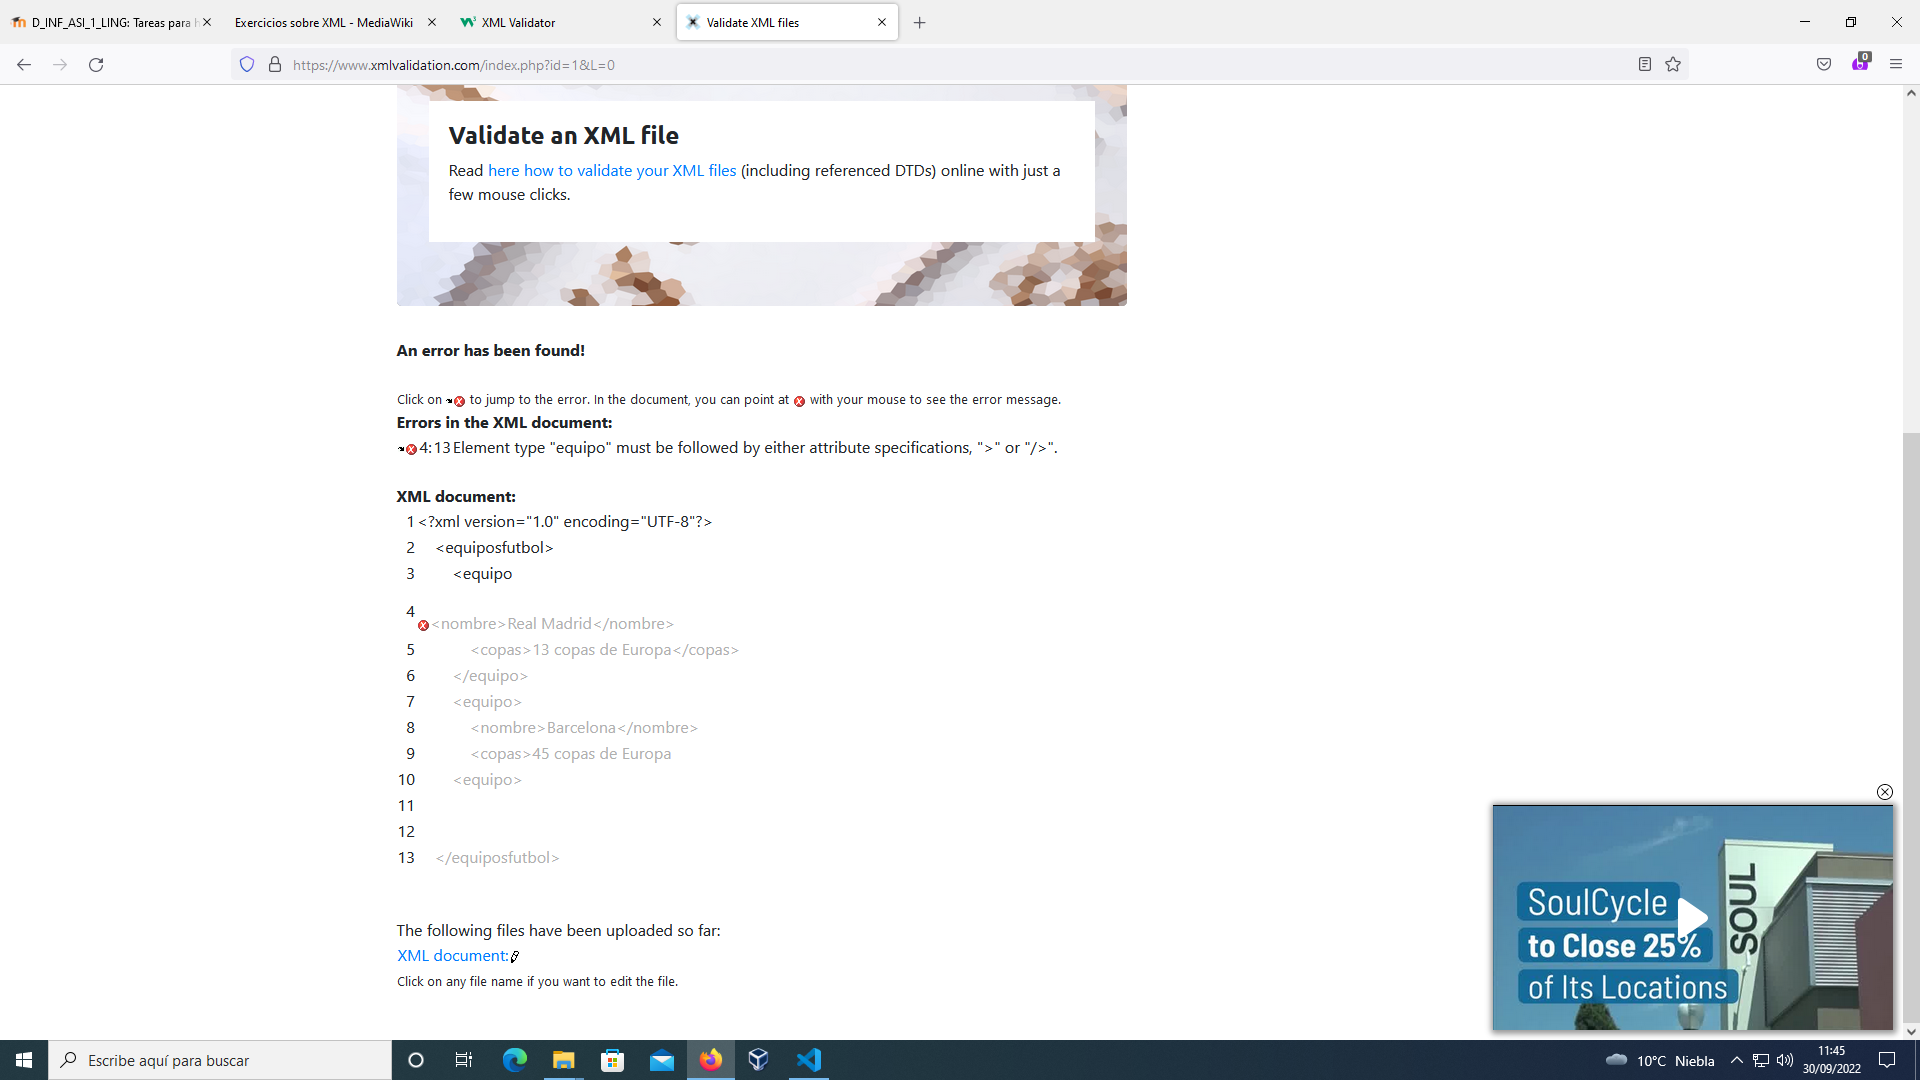 D_INF_ASI_1_LING: Tareas para h
Exercicios sobre XML - MediaWiki
XML Validator
Validate XML files
https://www.xmlvalidation.com/index.php?id=1&L=0
0
Validate an XML file
Read here how to validate your XML files (including referenced DTDs) online with just a
few mouse clicks.
An error has been found!
Click on to jump to the error. In the document, you can point at with your mouse to see the error message.
Errors in the XML document:
4: 13 Element type "equipo" must be followed by either attribute specifications, ">" or "/>".
XML document:
1 <?xml version="1.0" encoding="UTF-8"?>
2 <equiposfutbol>
3 <equipo
4
<nombre>Real Madrid</nombre>
5 <copas>13 copas de Europa</copas>
6 </equipo>
7 <equipo>
8 <nombre>Barcelona</nombre>
9 <copas>45 copas de Europa
10 <equipo>
11
12
13 </equiposfutbol>
The following files have been uploaded so far:
XML document:
Click on any file name if you want to edit the file.
SOUL
SoulCycle
to Close 25%
of Its Locations
Escribe aquí para buscar
10°C Niebla
11:45
30/09/2022